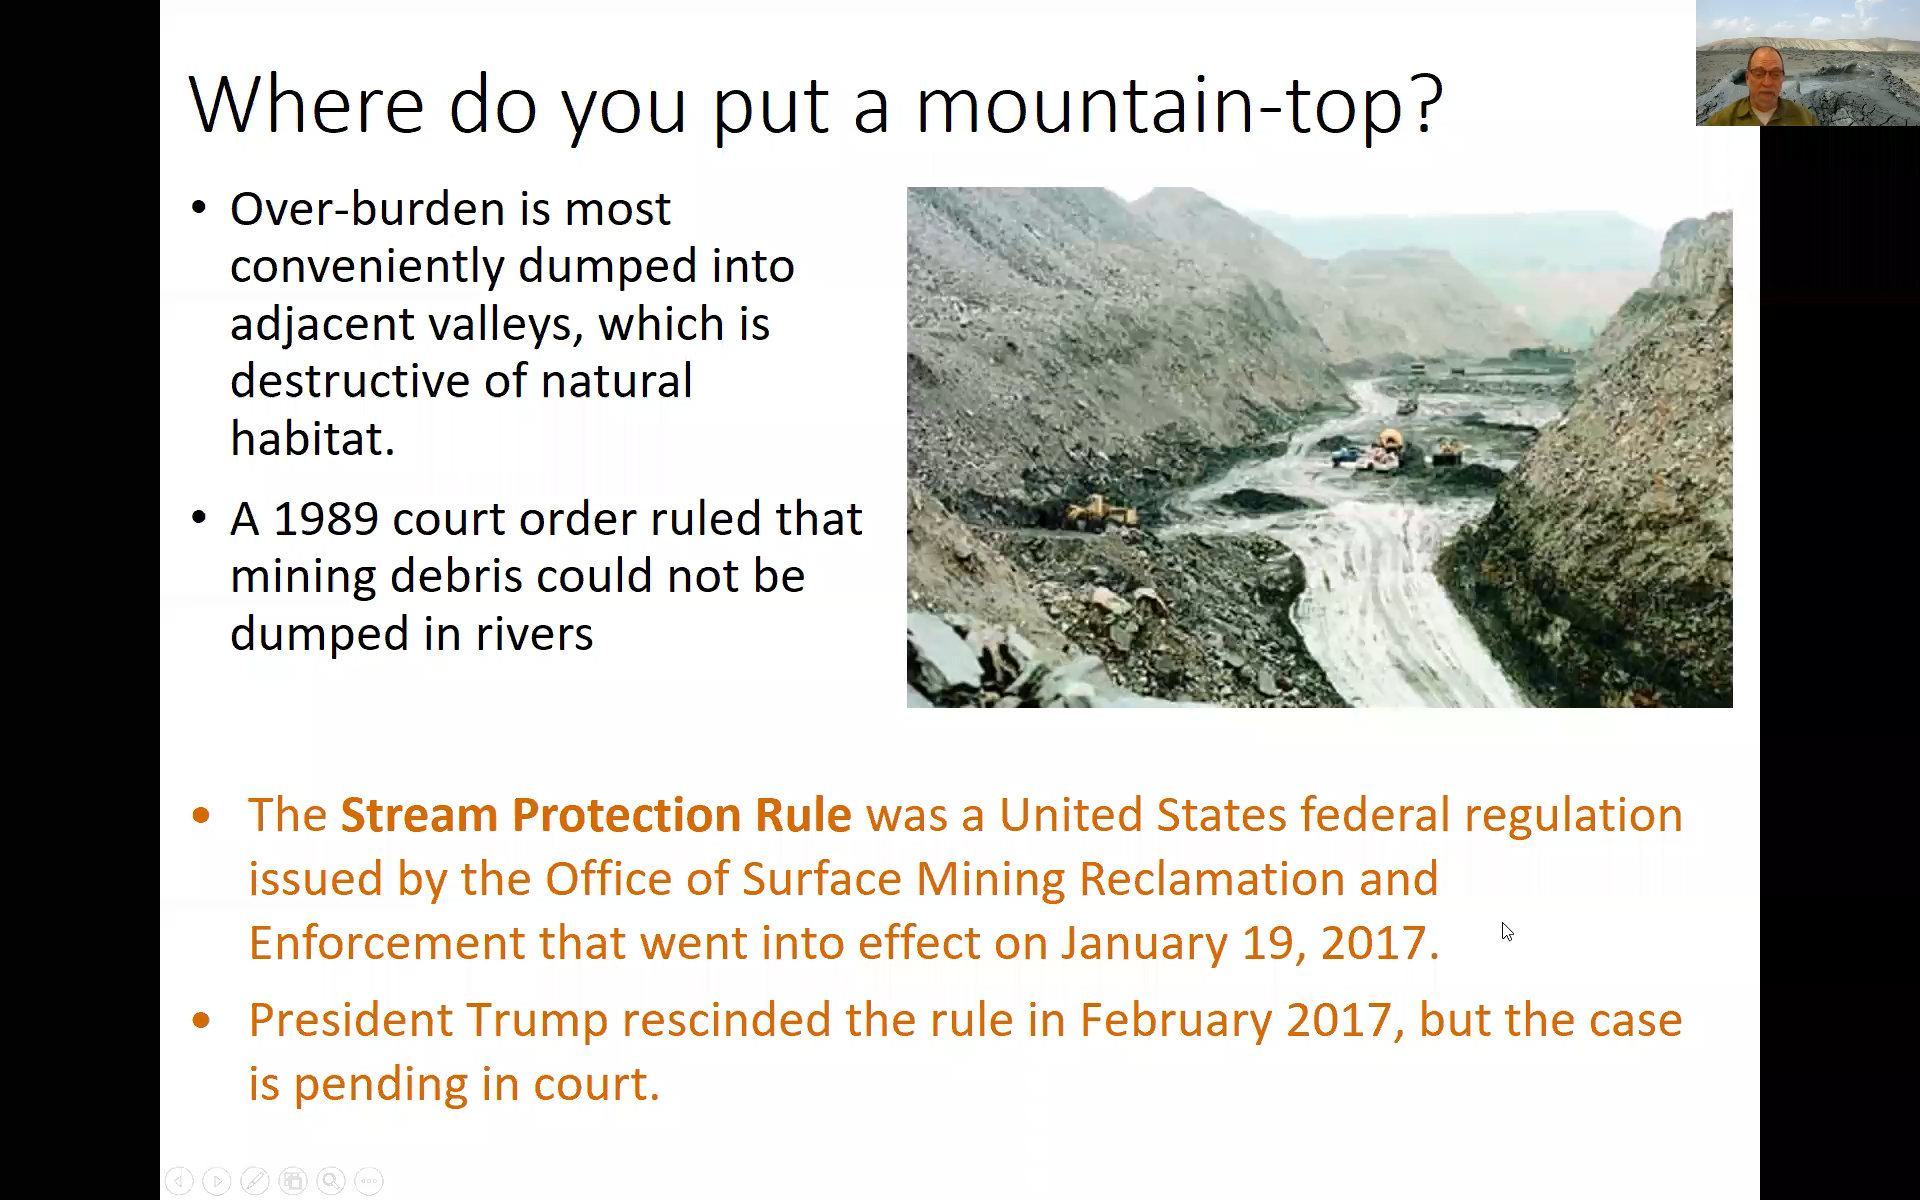 Where do you put a mountain-top?
• Over-burden is most
conveniently dumped into
adjacent valleys, which is
destructive of natural
habitat.
• A 1989 court order ruled that
mining debris could not be
dumped in rivers
• The Stream Protection Rule was a United States federal regulation
issued by the Office of Surface Mining Reclamation and
Enforcement that went into effect on January 19, 2017.
• President Trump rescinded the rule in February 2017, but the case
is pending in court.